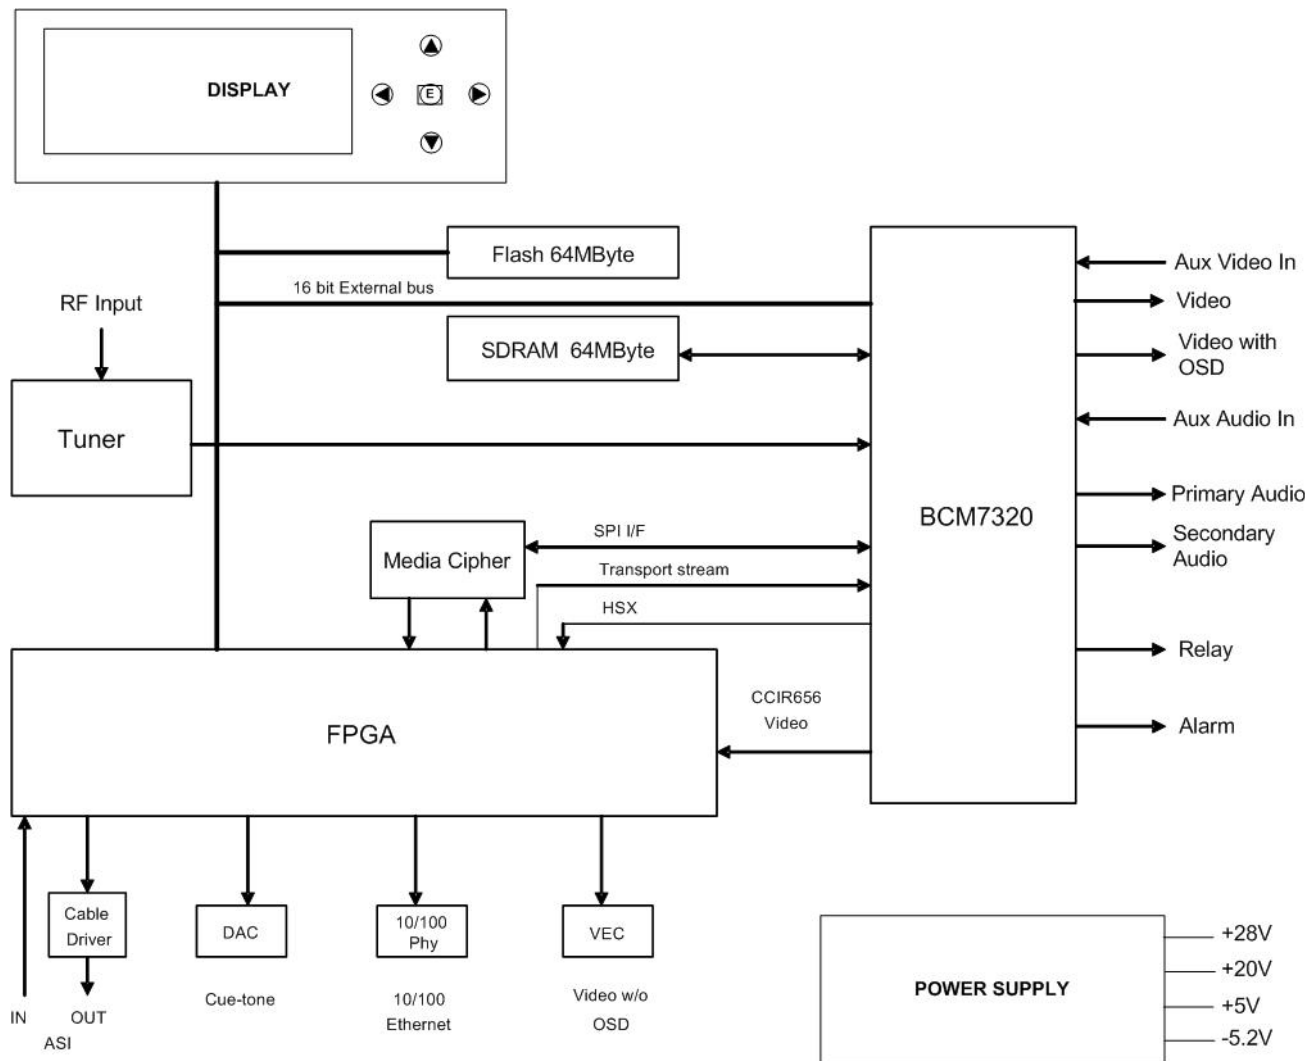 DISPLAY
E
Flash 64MByte
16 bit External bus
RF Input
SDRAM 64MByte
Tuner
Aux Video In
Video
Video with
OSD
Aux Audio In
Primary Audio
Secondary
Audio
Relay
Alarm
BCM7320
SPI I/F
Media Cipher
Transport stream
HSX
CCIR656
Video
FPGA
Cable
Driver
DAC
10/100
Phy
VEC
IN
OUT
ASI
Cue-tone
10/100
Ethernet
Video w/o
OSD
POWER SUPPLY
+28V
+20V
+5V
-5.2V